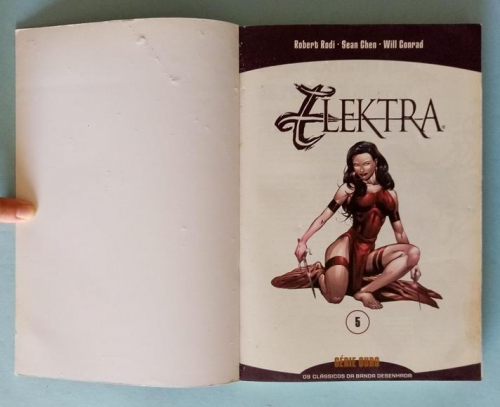 Robert Rodi · Sean Chen · Will Conrad
ELEKTRA®
5
SÉRIE OURO
OS CLÁSSICOS DA BANDA DESENHADA